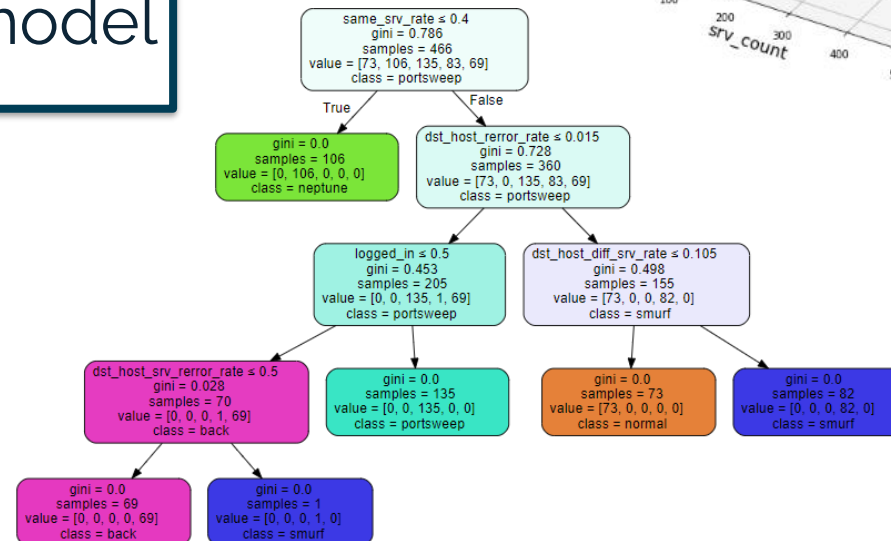 model
100
200
300
400
srv_count
same_srv_rate ≤ 0.4
gini = 0.786
samples = 466
value = [73, 106, 135, 83, 69]
class = portsweep
True
False
gini = 0.0
samples = 106
value = [0, 106, 0, 0, 0]
class = neptune
dst_host_rerror_rate ≤ 0.015
gini = 0.728
samples = 360
value = [73, 0, 135, 83, 69]
class = portsweep
logged_in ≤ 0.5
gini = 0.453
samples = 205
value = [0, 0, 135, 1, 69]
class = portsweep
dst_host_diff_srv_rate ≤ 0.105
gini = 0.498
samples = 155
value = [73, 0, 0, 82, 0]
class = smurf
dst_host_srv_rerror_rate ≤ 0.5
gini = 0.028
samples = 70
value = [0, 0, 0, 1, 69]
class = back
gini = 0.0
samples = 135
value = [0, 0, 135, 0, 0]
class = portsweep
gini = 0.0
samples = 73
value = [73, 0, 0, 0, 0]
class = normal
gini = 0.0
samples = 82
value = [0, 0, 0, 82, 0]
class = smurf
gini = 0.0
samples = 69
value = [0, 0, 0, 0, 69]
class = back
gini = 0.0
samples = 1
value = [0, 0, 0, 1, 0]
class = smurf